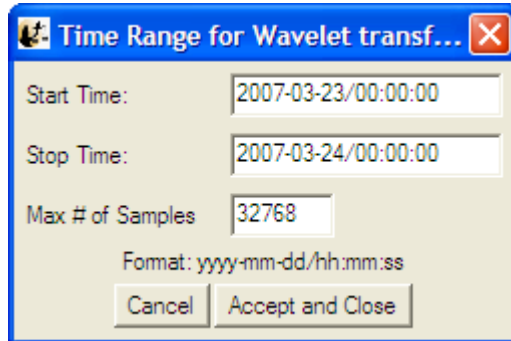 Time Range for Wavelet transf...
Start Time: 2007-03-23/00:00:00
Stop Time: 2007-03-24/00:00:00
Max # of Samples 32768
Format: yyyy-mm-dd/hh:mm:ss
Cancel Accept and Close